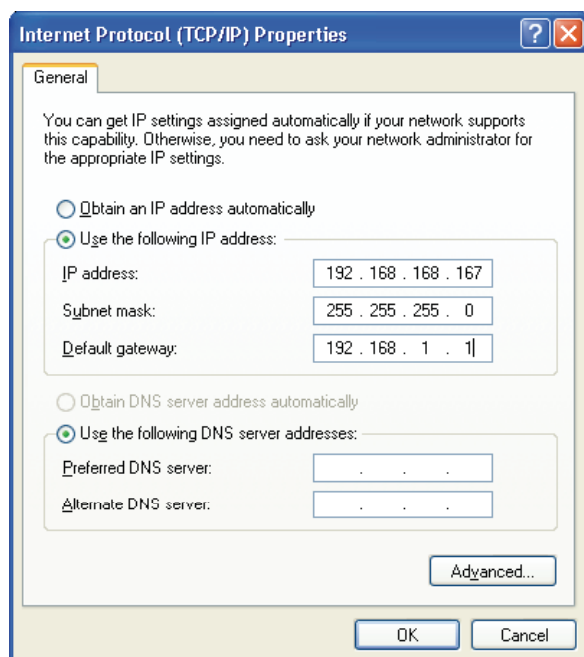 Internet Protocol (TCP/IP) Properties
General
You can get IP settings assigned automatically if your network supports
this capability. Otherwise, you need to ask your network administrator for
the appropriate IP settings.
Obtain an IP address automatically
Use the following IP address:
IP address: 192 . 168 . 168 . 167
Subnet mask: 255 . 255 . 255 . 0
Default gateway: 192 . 168 . 1 . 1
Obtain DNS server address automatically
Use the following DNS server addresses:
Preferred DNS server: . . .
Alternate DNS server: . . .
Advanced...
OK Cancel